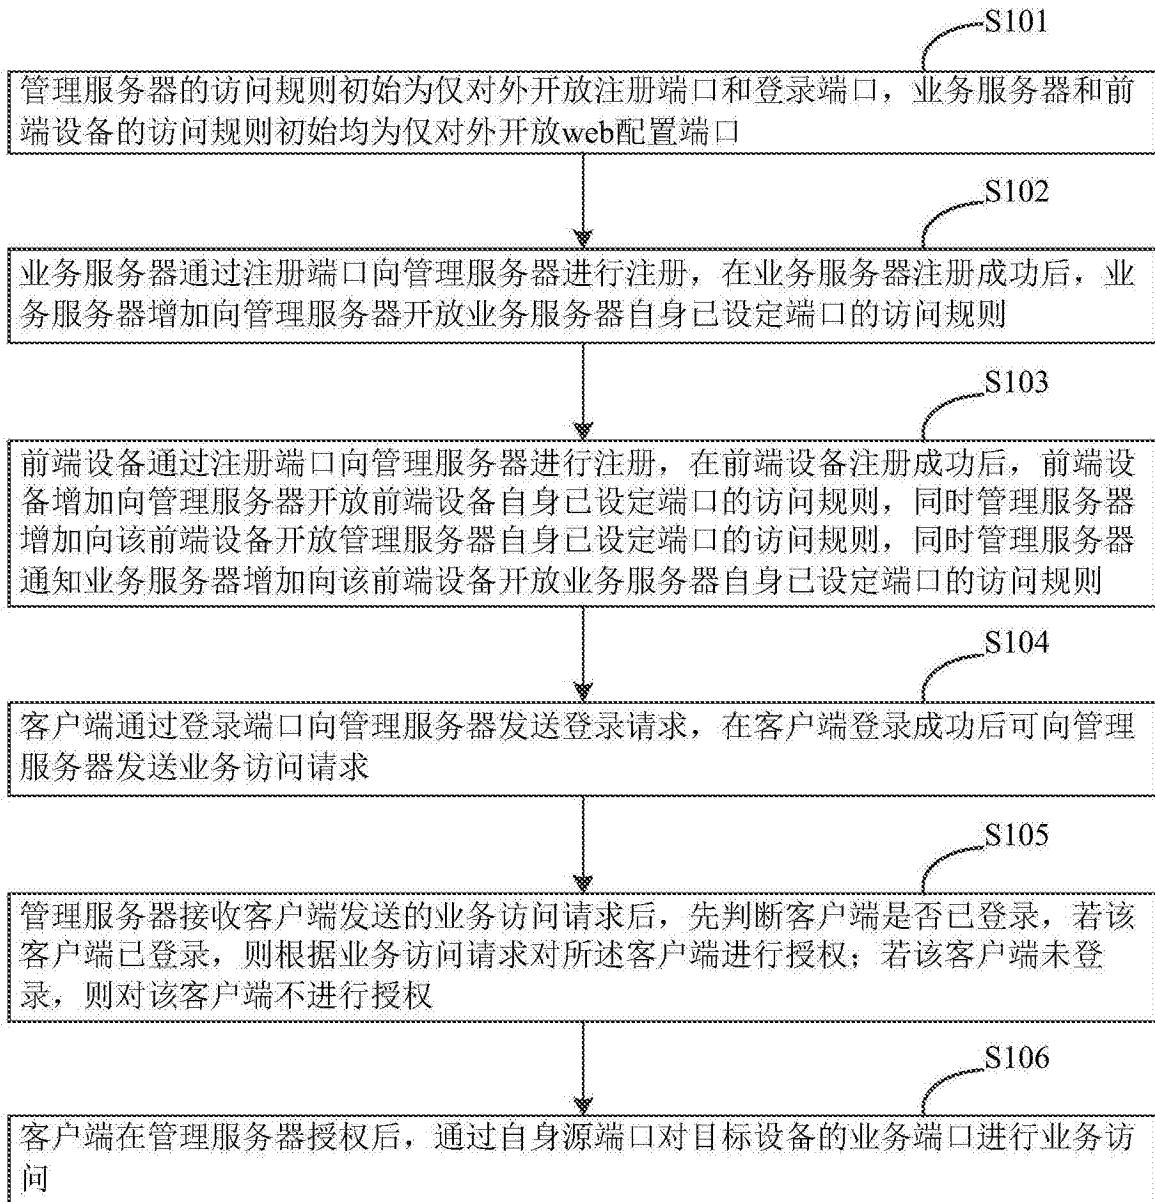 S101
管理服务器的访问规则初始为仅对外开放注册端口和登录端口，业务服务器和前
端设备的访问规则初始均为仅对外开放web配置端口
S102
业务服务器通过注册端口向管理服务器进行注册，在业务服务器注册成功后，业
务服务器增加向管理服务器开放业务服务器自身已设定端口的访问规则
S103
前端设备通过注册端口向管理服务器进行注册，在前端设备注册成功后，前端设
备增加向管理服务器开放前端设备自身已设定端口的访问规则，同时管理服务器
增加向该前端设备开放管理服务器自身已设定端口的访问规则，同时管理服务器
通知业务服务器增加向该前端设备开放业务服务器自身已设定端口的访问规则
S104
客户端通过登录端口向管理服务器发送登录请求，在客户端登录成功后可向管理
服务器发送业务访问请求
S105
管理服务器接收客户端发送的业务访问请求后，先判断客户端是否已登录，若该
客户端已登录，则根据业务访问请求对所述客户端进行授权；若该客户端未登
录，则对该客户端不进行授权
S106
客户端在管理服务器授权后，通过自身源端口对目标设备的业务端口进行业务访
问